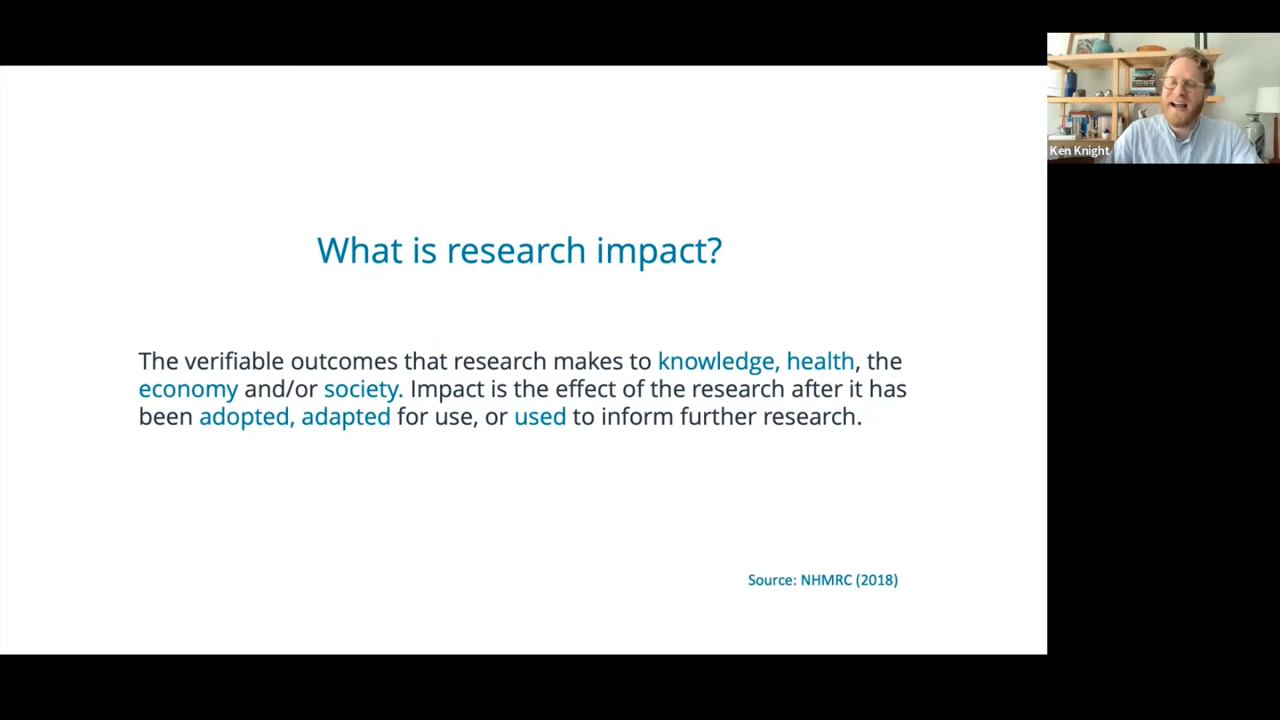 What is research impact?
The verifiable outcomes that research makes to knowledge, health, the
economy and/or society. Impact is the effect of the research after it has
been adopted, adapted for use, or used to inform further research.
Source: NHMRC (2018)
Ken Knight